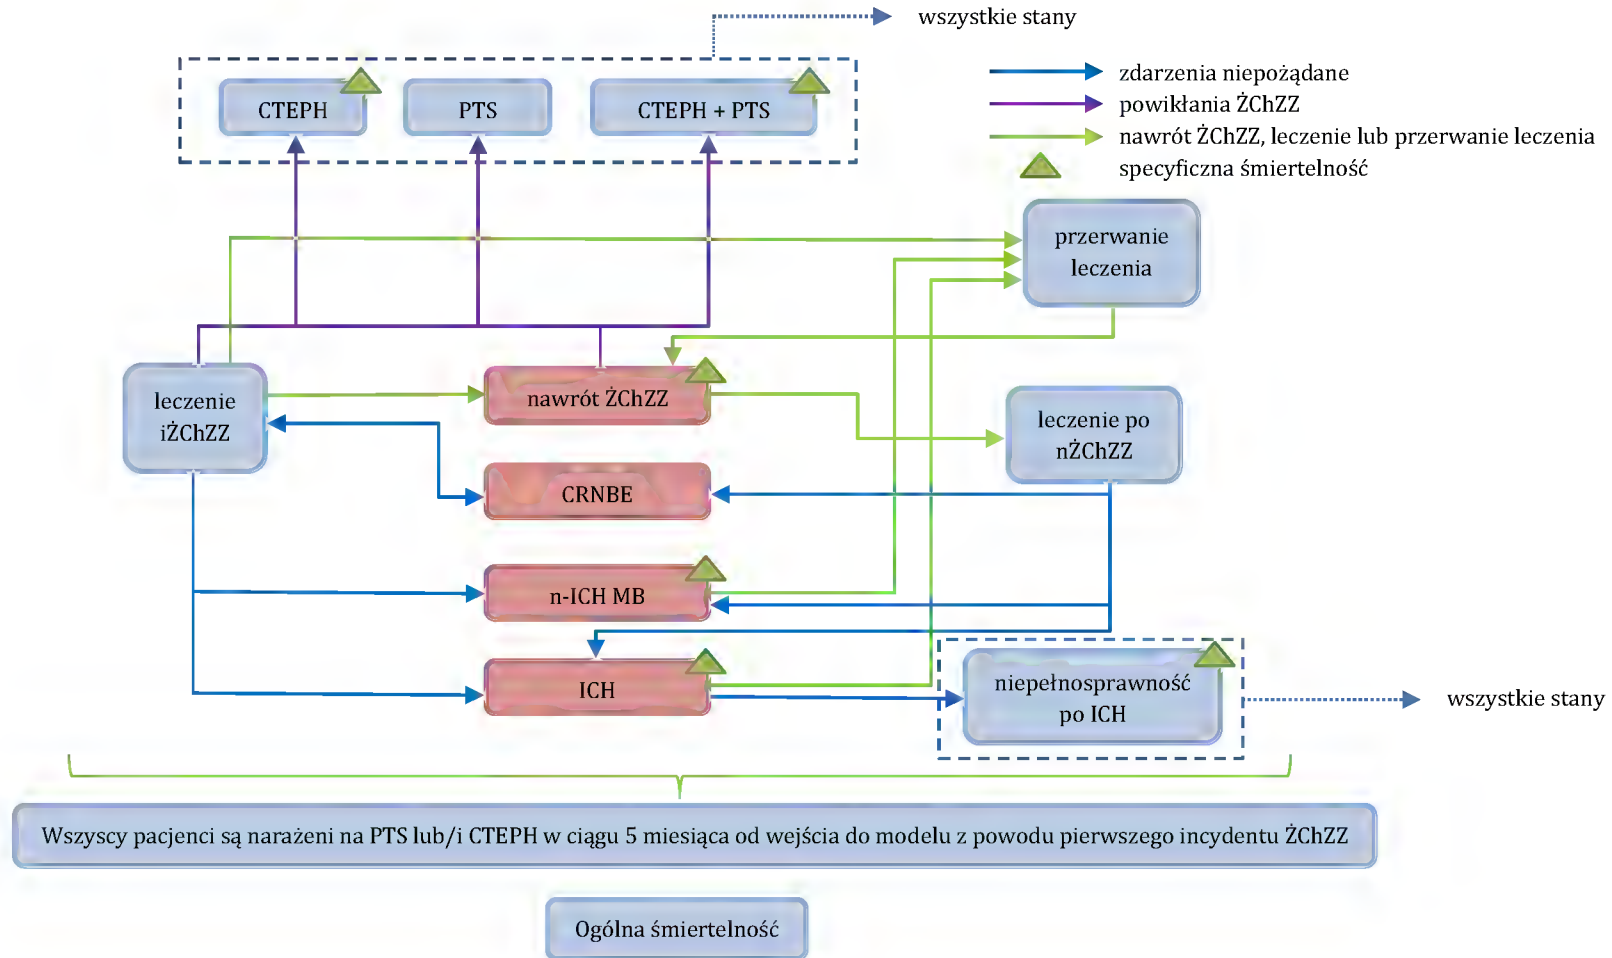 wszystkie stany
zdarzenia niepożądane
powikłania ŻChZZ
nawrót ŻChZZ, leczenie lub przerwanie leczenia
specyficzna śmiertelność
CTEPH
PTS
CTEPH + PTS
przerwanie
leczenia
leczenie
iŻChZZ
nawrót ŻChZZ
leczenie po
nŻChZZ
CRNBE
n-ICH MB
ICH
niepełnosprawność
po ICH
wszystkie stany
Wszyscy pacjenci są narażeni na PTS lub/i CTEPH w ciągu 5 miesiąca od wejścia do modelu z powodu pierwszego incydentu ŻChZZ
Ogólna śmiertelność